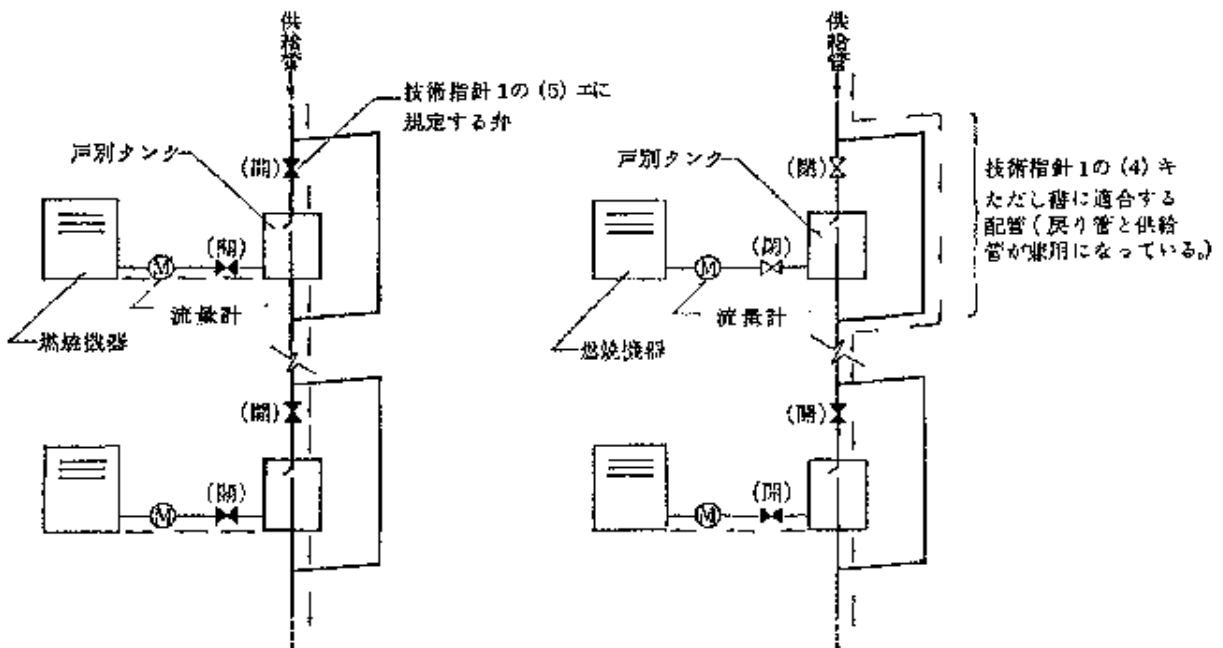 供給管
技術指針1の(5)エに
規定する弁
戸別タンク
(開)
(開)
M
流量計
燃焼機器
(開)
(開)
M
供給管
戸別タンク
(閉)
(閉)
M
流量計
燃焼機器
技術指針1の(4)キ
ただし書に適合する
配管(戻り管と供給
管が兼用になっている。)
(開)
(開)
M